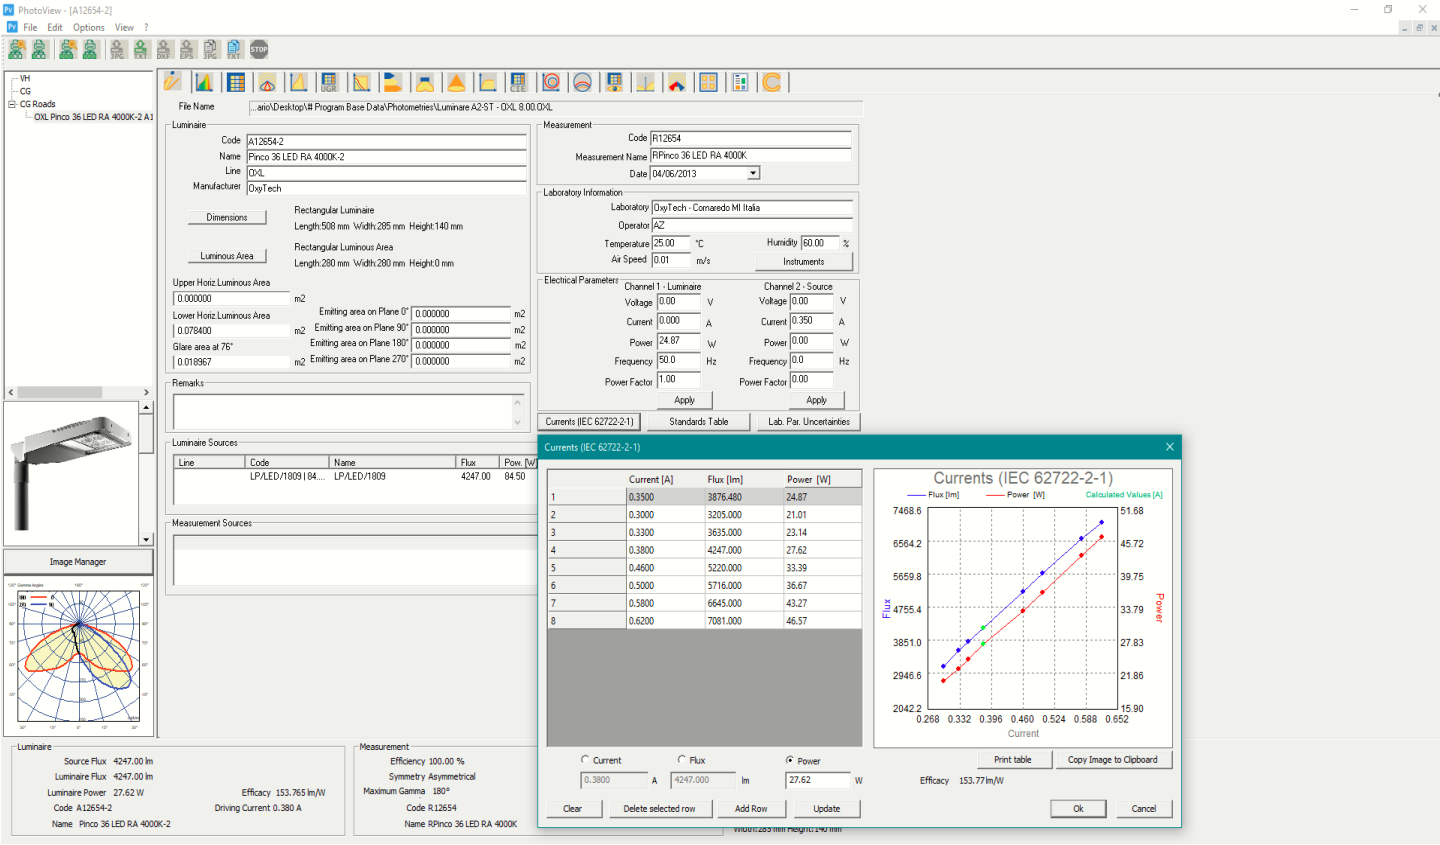 PhotoView - [A12654-2]
File Edit Options View ?
JPG TXT DXF EPS JPG TXT STOP
VH
CG
CG Roads
OXL Pinco 36 LED RA 4000K-2 A1
UGR CIE
File Name ...ario\Desktop\# Program Base Data\Photometries\Luminare A2-ST - OXL 8.00.OXL
Luminaire
Code A12654-2
Name Pinco 36 LED RA 4000K-2
Line OXL
Manufacturer OxyTech
Dimensions
Rectangular Luminaire
Length:508 mm Width:285 mm Height:140 mm
Luminous Area
Rectangular Luminous Area
Length:280 mm Width:280 mm Height:0 mm
Upper Horiz.Luminous Area
0.000000 m2
Lower Horiz.Luminous Area
0.078400 m2
Glare area at 76°
0.018967 m2
Emitting area on Plane 0° 0.000000 m2
Emitting area on Plane 90° 0.000000 m2
Emitting area on Plane 180° 0.000000 m2
Emitting area on Plane 270° 0.000000 m2
Remarks
Luminaire Sources
Line Code Name Flux Pow. [W]
LP/LED/1809 | 84.... LP/LED/1809 4247.00 84.50
Measurement Sources
Measurement
Code R12654
Measurement Name RPinco 36 LED RA 4000K
Date 04/06/2013
Laboratory Information
Laboratory OxyTech - Cornaredo MI Italia
Operator AZ
Temperature 25.00 °C Humidity 60.00 %
Air Speed 0.01 m/s Instruments
Electrical Parameters
Channel 1 - Luminaire Channel 2 - Source
Voltage 0.00 V Voltage 0.00 V
Current 0.000 A Current 0.350 A
Power 24.87 W Power 0.00 W
Frequency 50.0 Hz Frequency 0.0 Hz
Power Factor 1.00 Power Factor 0.00
Apply Apply
Currents (IEC 62722-2-1) Standards Table Lab. Par. Uncertainties
Currents (IEC 62722-2-1)
Current [A] Flux [lm] Power [W]
1 0.3500 3876.480 24.87
2 0.3000 3205.000 21.01
3 0.3300 3635.000 23.14
4 0.3800 4247.000 27.62
5 0.4600 5220.000 33.39
6 0.5000 5716.000 36.67
7 0.5800 6645.000 43.27
8 0.6200 7081.000 46.57
Currents (IEC 62722-2-1)
Flux [lm] Power [W] Calculated Values [A]
7468.6 51.68
6564.2 45.72
5659.8 39.75
4755.4 33.79
3851.0 27.83
2946.6 21.86
2042.2 15.90
Flux
Power
0.268 0.332 0.396 0.460 0.524 0.588 0.652
Current
Current Flux Power
0.3800 A 4247.000 lm 27.62 W
Print table Copy Image to Clipboard
Efficacy 153.77lm/W
Clear Delete selected row Add Row Update Ok Cancel
Image Manager
Luminaire
Source Flux 4247.00 lm
Luminaire Flux 4247.00 lm
Luminaire Power 27.62 W Efficacy 153.765 lm/W
Code A12654-2 Driving Current 0.380 A
Name Pinco 36 LED RA 4000K-2
Measurement
Efficiency 100.00 %
Symmetry Asymmetrical
Maximum Gamma 180°
Code R12654
Name RPinco 36 LED RA 4000K
Width:285 mm Height:140 mm